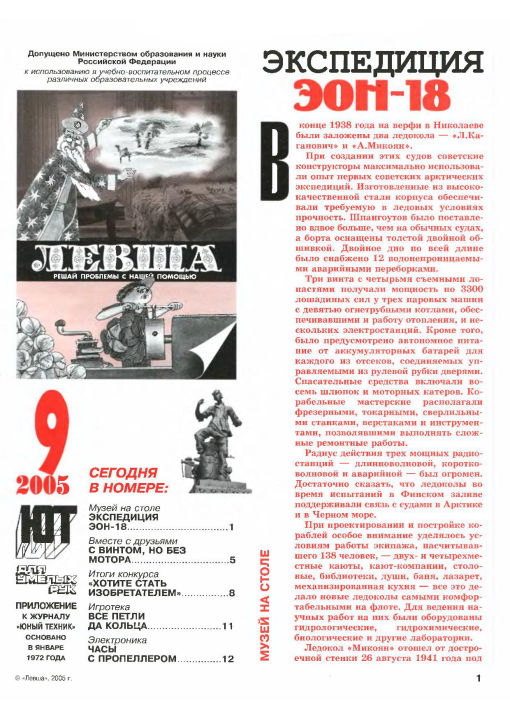 Допущено Министерством образования и науки
Российской Федерации
к использованию в учебно-воспитательном процессе
различных образовательных учреждений
ЛЕВША
РЕШАЙ ПРОБЛЕМЫ С НАШЕЙ ПОМОЩЬЮ
9
2005
СЕГОДНЯ
В НОМЕРЕ:
ЮТ
ДЛЯ
УМЕЛЫХ
РУК
ПРИЛОЖЕНИЕ
К ЖУРНАЛУ
«ЮНЫЙ ТЕХНИК»
ОСНОВАНО
В ЯНВАРЕ
1972 ГОДА
Музей на столе
ЭКСПЕДИЦИЯ
ЭОН-18......................1
Вместе с друзьями
С ВИНТОМ, НО БЕЗ
МОТОРА....................5
Итоги конкурса
«ХОТИТЕ СТАТЬ
ИЗОБРЕТАТЕЛЕМ»..........8
Игротека
ВСЕ ПЕТЛИ
ДА КОЛЬЦА................11
Электроника
ЧАСЫ
С ПРОПЕЛЛЕРОМ............12
© «Левша», 2005 г.
ЭКСПЕДИЦИЯ
ЭОН-18
В конце 1938 года на верфи в Николаеве
были заложены два ледокола — «Л.Ка-
ганович» и «А.Микоян».
При создании этих судов советские
конструкторы максимально использова-
ли опыт первых советских арктических
экспедиций. Изготовленные из высоко-
качественной стали корпуса обеспечи-
вали требуемую в ледовых условиях
прочность. Шпангоутов было поставле-
но вдвое больше, чем на обычных судах,
а борта оснащены толстой двойной об-
шивкой. Двойное дно по всей длине
было снабжено 12 водонепроницаемы-
ми аварийными переборками.
Три винта с четырьмя съемными ло-
пастями получали мощность по 3300
лошадиных сил у трех паровых машин
с девятью огнетрубными котлами, обес-
печивавшими и работу отопления, и не-
скольких электростанций. Кроме того,
было предусмотрено автономное пита-
ние от аккумуляторных батарей для
каждого из отсеков, соединяемых уп-
равляемыми из рулевой рубки дверями.
Спасательные средства включали во-
семь шлюпок и моторных катеров. Ко-
рабельные мастерские располагали
фрезерными, токарными, сверлильны-
ми станками, верстаками и инструмен-
тами, позволявшими выполнять слож-
ные ремонтные работы.
Радиус действия трех мощных радио-
станций — длинноволновой, коротко-
волновой и аварийной — был огромен.
Достаточно сказать, что ледоколы во
время испытаний в Финском заливе
поддерживали связь с судами в Арктике
и в Черном море.
При проектировании и постройке ко-
раблей особое внимание уделялось ус-
ловиям работы экипажа, насчитывав-
шего 138 человек, — двух- и четырехме-
стные каюты, кают-компании, столо-
вые, библиотека, души, баня, лазарет,
механизированная кухня — все это де-
лало новые ледоколы самыми комфор-
табельными на флоте. Для ведения на-
учных работ на них были оборудованы
гидрологические, гидрохимические,
биологические и другие лаборатории.
Ледокол «Микоян» отошел от достро-
ечной стенки 26 августа 1941 года под
МУЗЕЙ НА СТОЛЕ
1